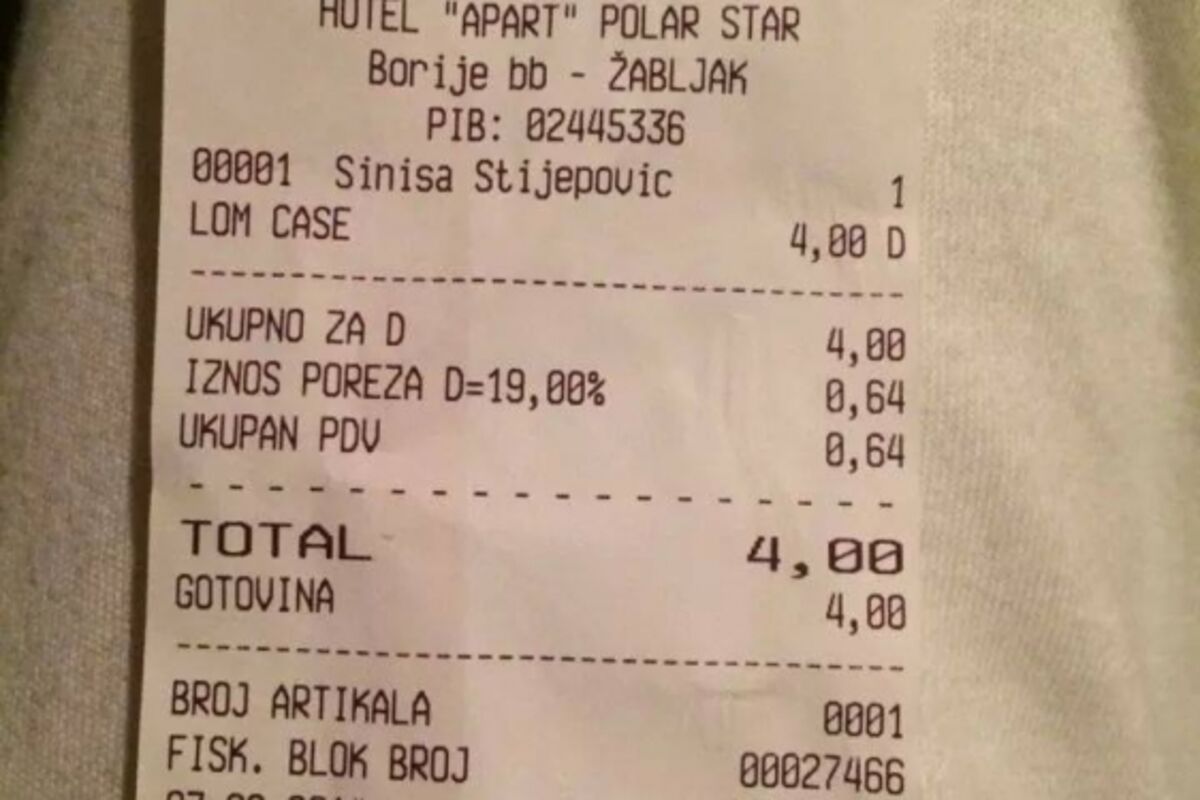 HOTEL "APART" POLAR STAR
Borije bb - ŽABLJAK
PIB: 02445336
00001 Sinisa Stijepovic 1
LOM CASE 4,00 D
UKUPNO ZA D 4,00
IZNOS POREZA D=19,00% 0,64
UKUPAN PDV 0,64
TOTAL 4,00
GOTOVINA 4,00
BROJ ARTIKALA 0001
FISK. BLOK BROJ 00027466